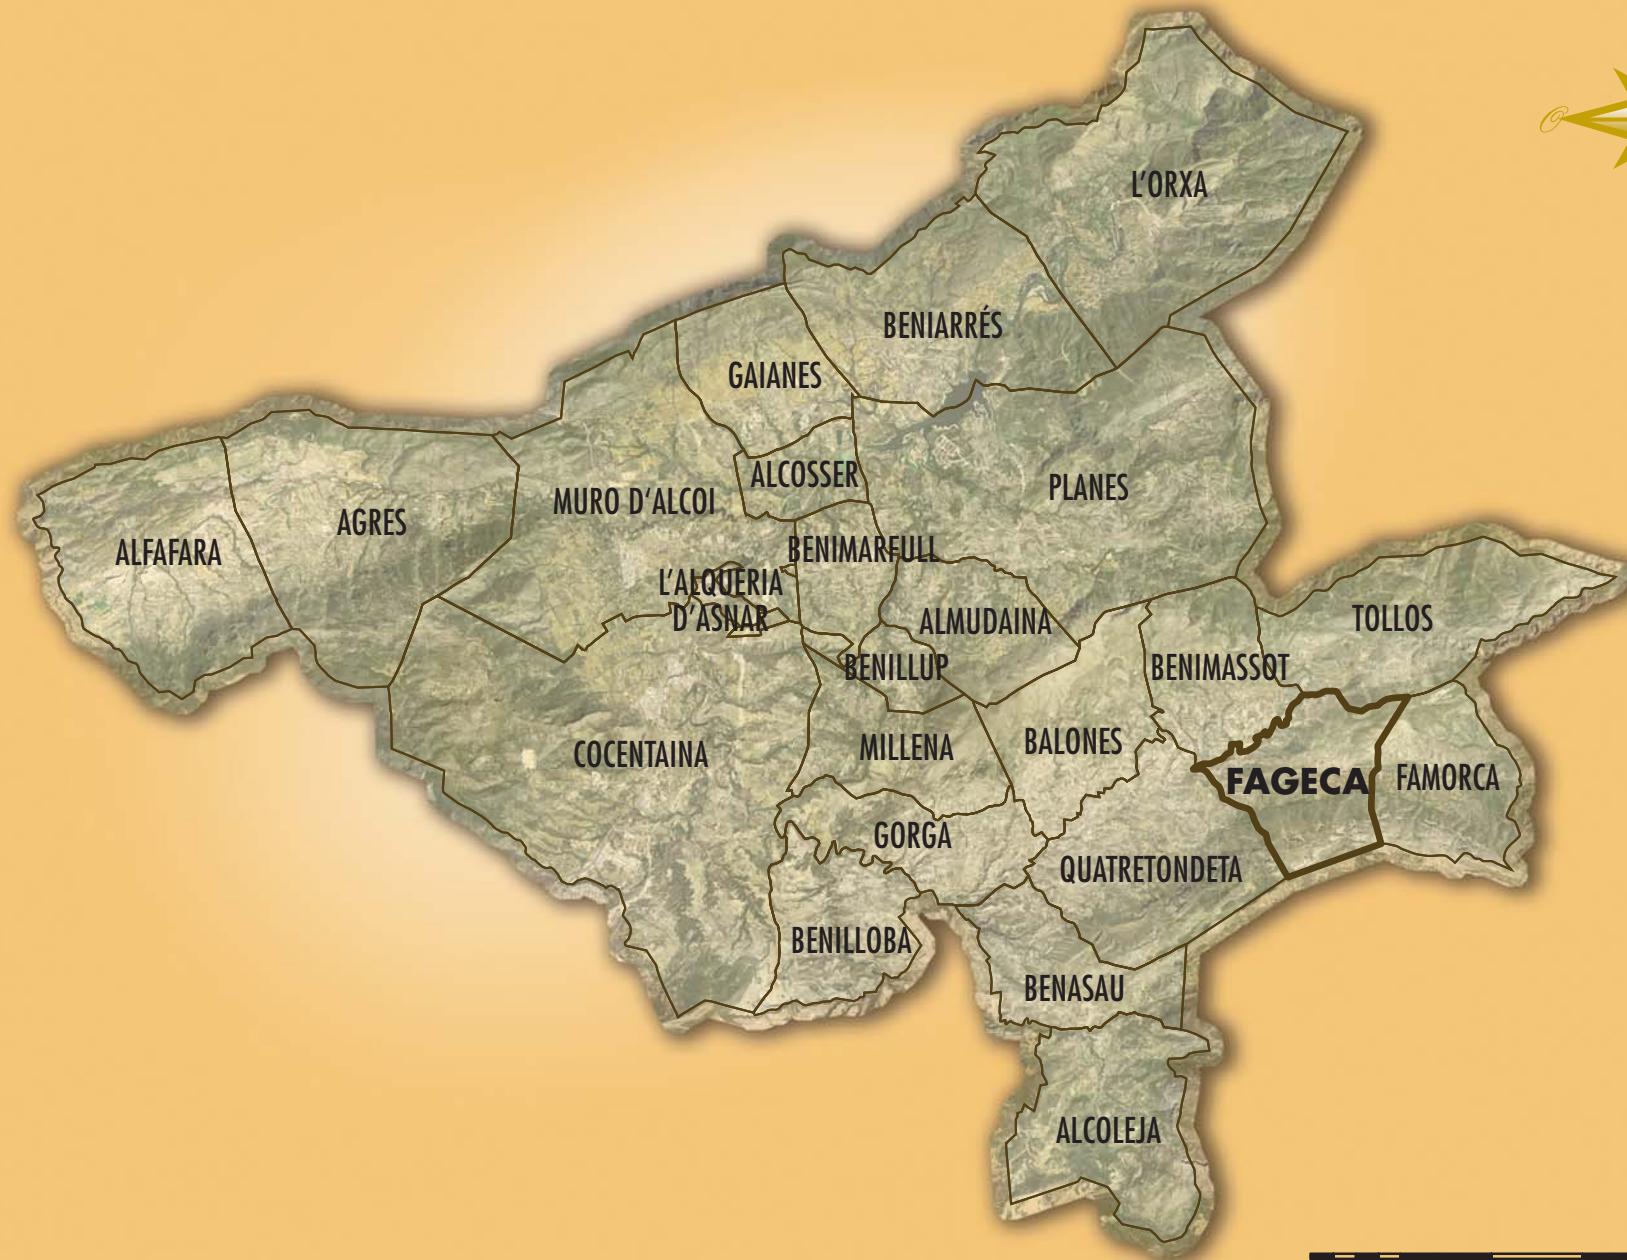 L'ORXA
O
BENIARRÉS
GAIANES
ALCOSSER
PLANES
MURO D'ALCOI
AGRES
ALFAFARA
BENIMARFULL
L'ALQUERIA
D'ASNAR
ALMUDAINA
TOLLOS
BENILLUP
BENIMASSOT
COCENTAINA
MILLENA
BALONES
FAGECA
FAMORCA
GORGA
QUATRETONDETA
BENILLOBA
BENASAU
ALCOLEJA